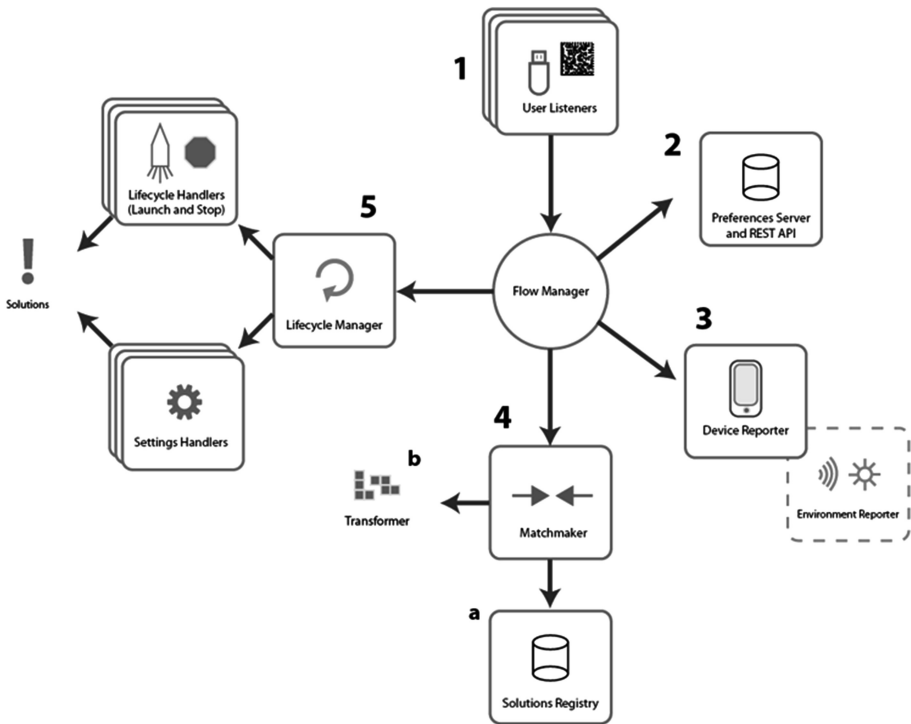 1
User Listeners
2
Preferences Server
and REST API
Lifecycle Handlers
(Launch and Stop)
5
Solutions
Lifecycle Manager
Flow Manager
3
Device Reporter
Settings Handlers
4
b
Transformer
Matchmaker
Environment Reporter
a
Solutions Registry